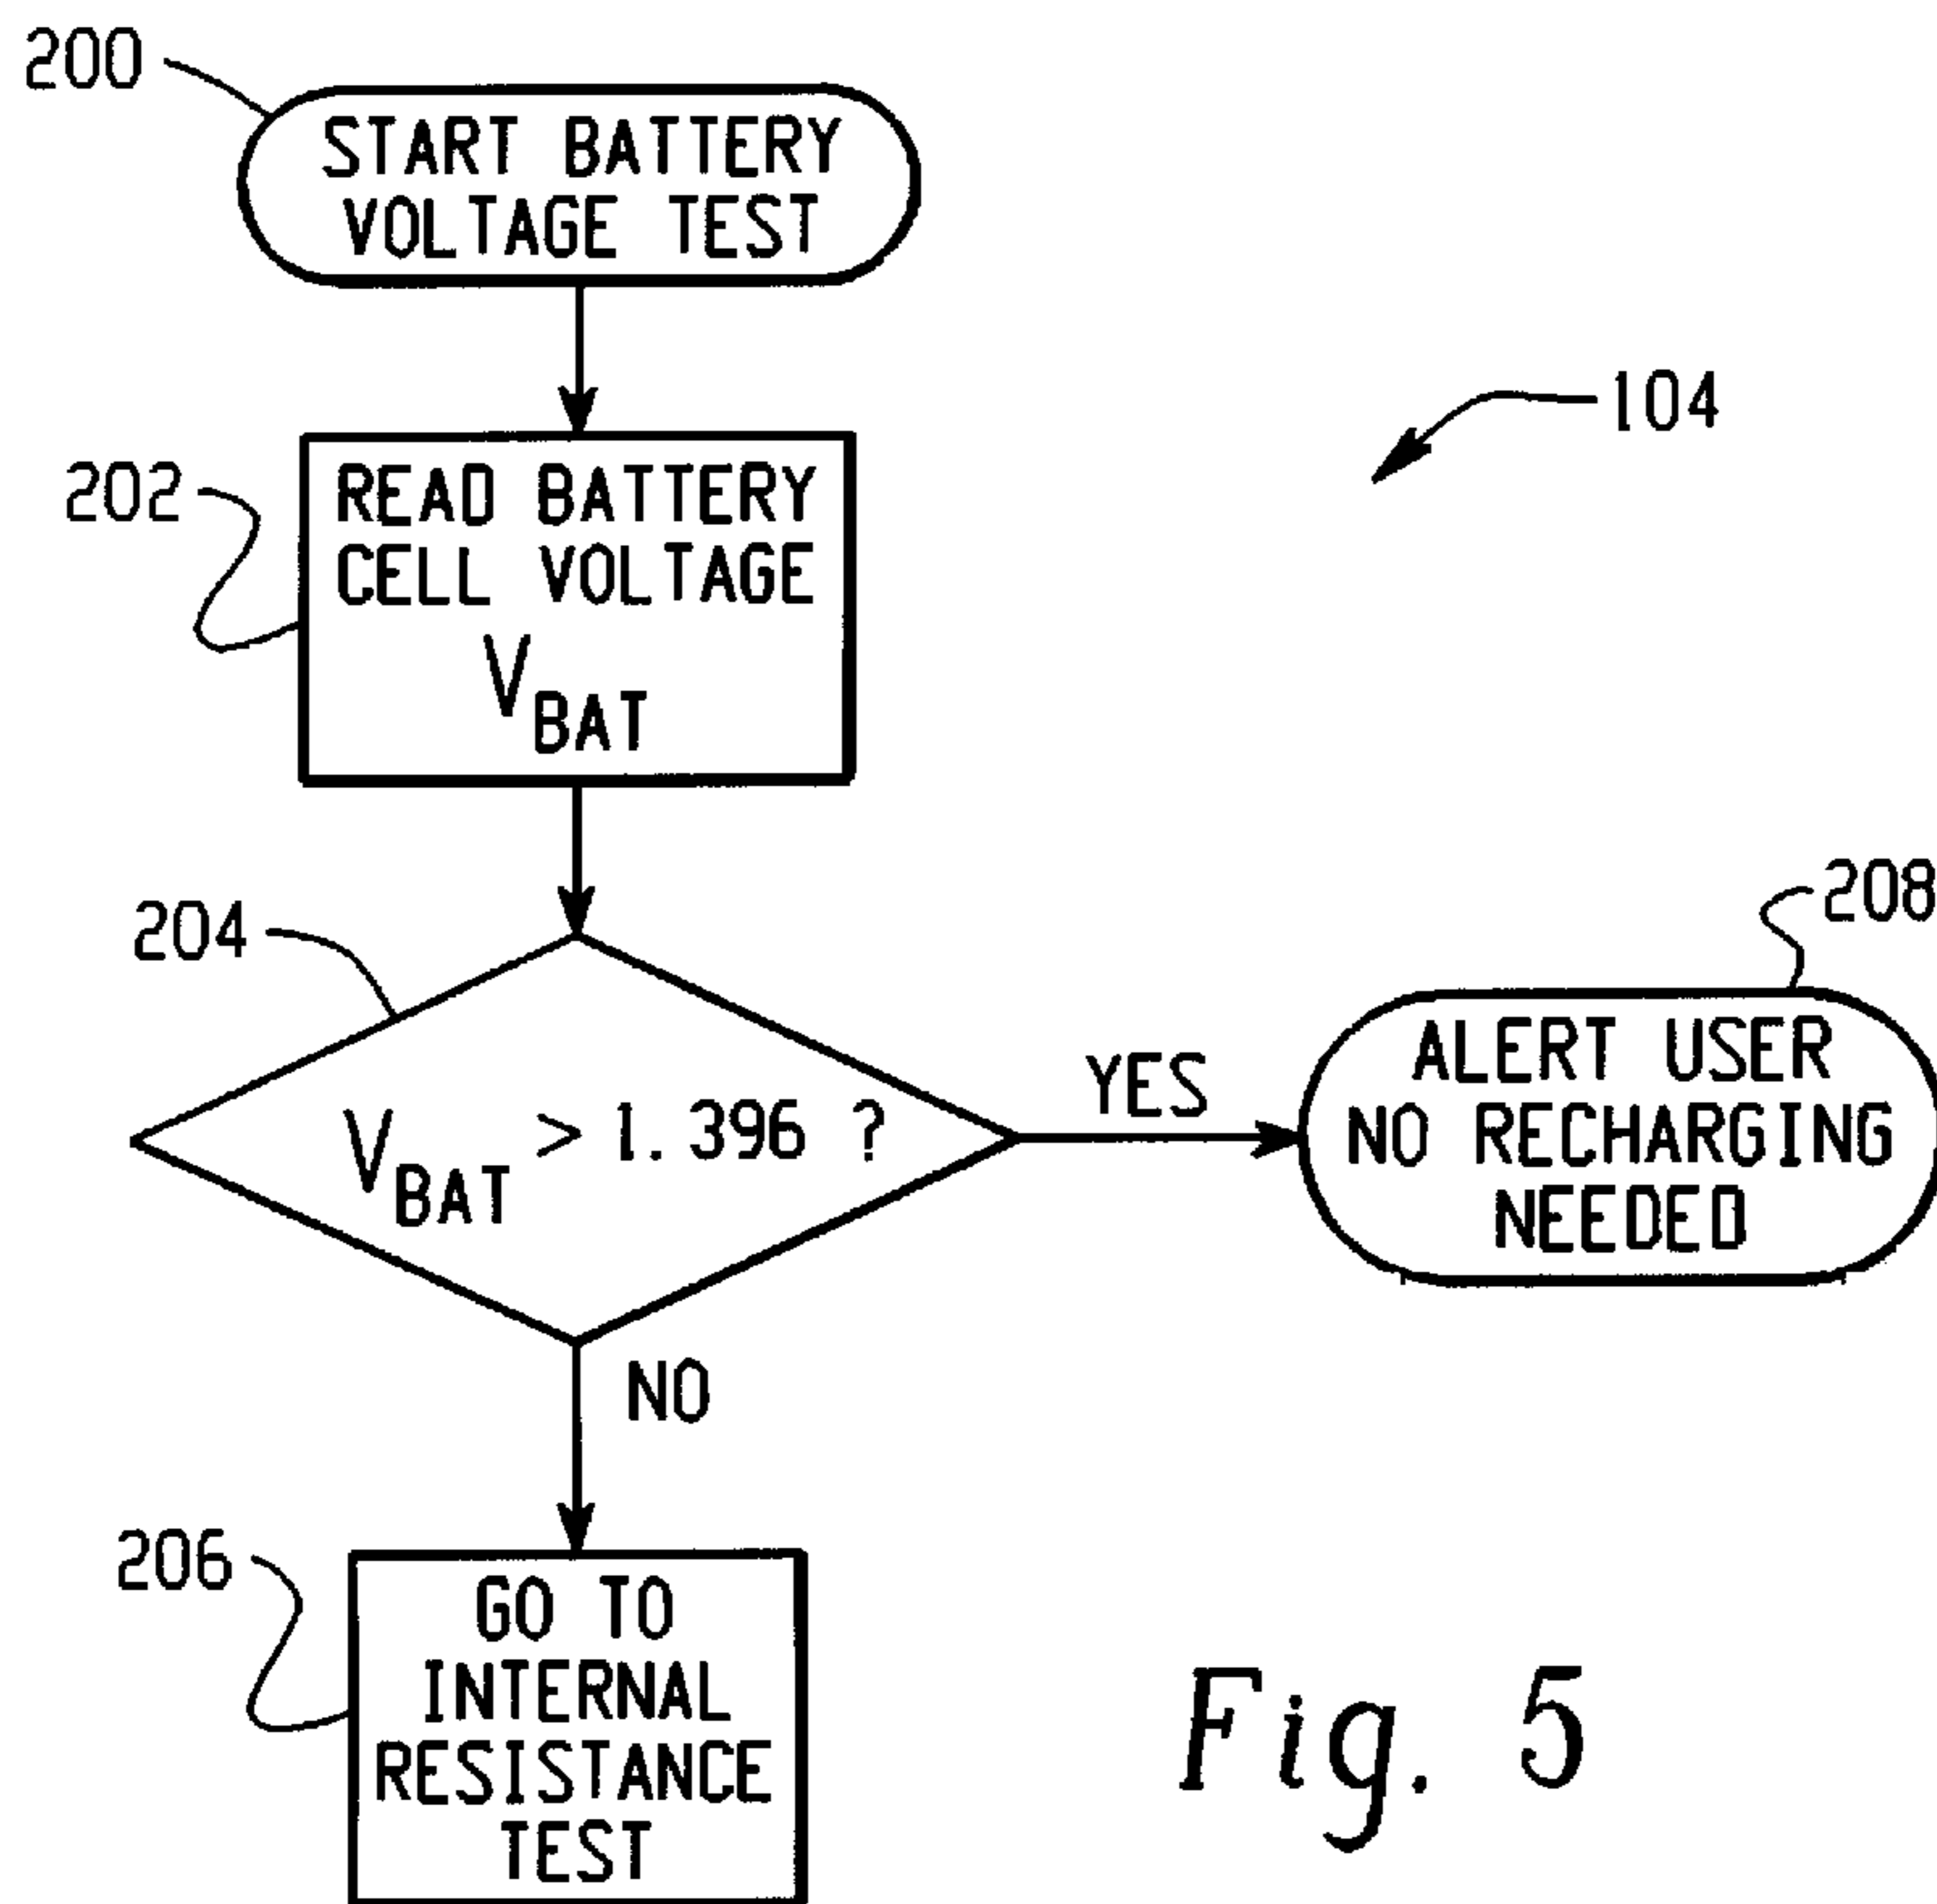 200
START BATTERY
VOLTAGE TEST
104
202
READ BATTERY
CELL VOLTAGE
VBAT
204
VBAT > 1.396 ?
YES
208
ALERT USER
NO RECHARGING
NEEDED
NO
206
GO TO
INTERNAL
RESISTANCE
TEST
Fig. 5